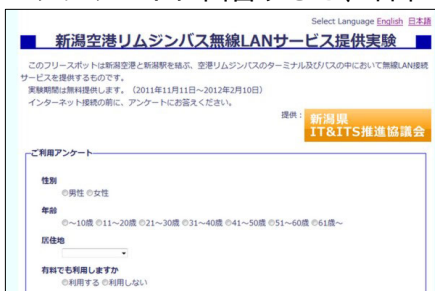 Select Language English 日本語
新潟空港リムジンバス無線LANサービス提供実験
このフリースポットは新潟空港と新潟駅を結ぶ、空港リムジンバスのターミナル及びバスの中において無線LAN接続
サービスを提供するものです。
実験期間は無料提供します。（2011年11月11日～2012年2月10日）
インターネット接続の前に、アンケートにお答えください。
提供：
新潟県
IT&ITS推進協議会
ご利用アンケート
性別
◎男性 ◎女性
年齢
◎～10歳 ◎11～20歳 ◎21～30歳 ◎31～40歳 ◎41～50歳 ◎51～60歳 ◎61歳～
居住地
有料でも利用しますか
◎利用する ◎利用しない